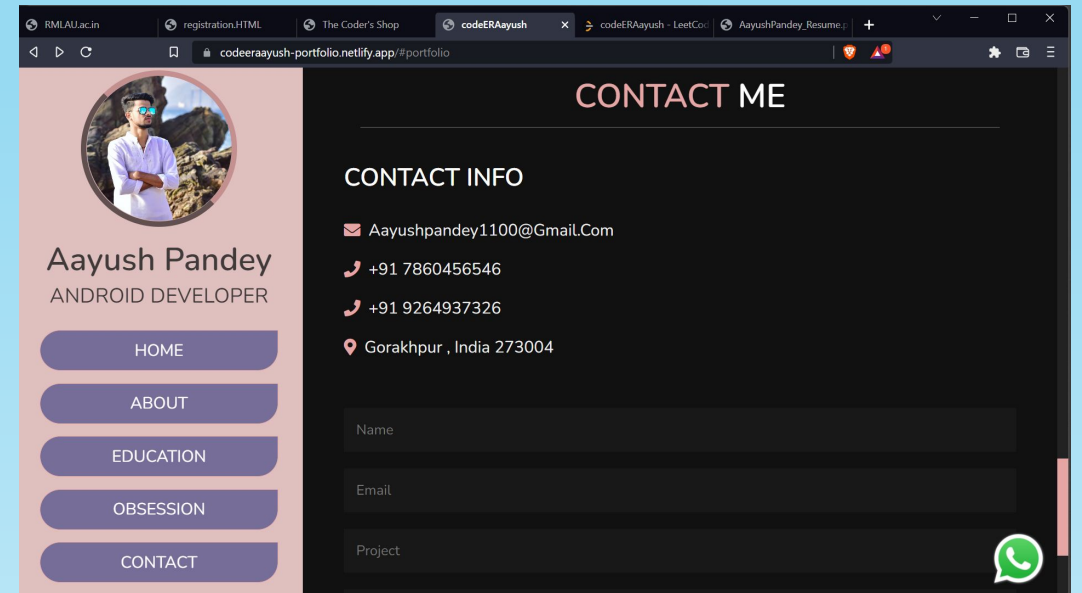 RMLAU.ac.in
registration.HTML
The Coder's Shop
codeERAayush
codeERAayush - LeetCod
AayushPandey_Resume.p
codeeraayush-portfolio.netlify.app/#portfolio
Aayush Pandey
ANDROID DEVELOPER
HOME
ABOUT
EDUCATION
OBSESSION
CONTACT
CONTACT ME
CONTACT INFO
Aayushpandey1100@Gmail.Com
+91 7860456546
+91 9264937326
Gorakhpur , India 273004
Name
Email
Project